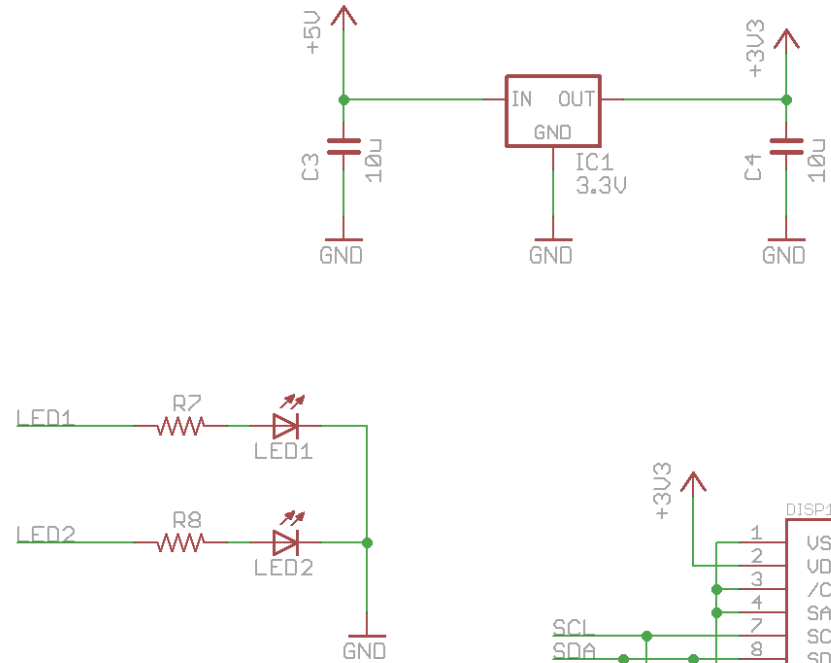 +5V
+3V3
IN OUT
GND
C3
10u
IC1
3.3V
C4
10u
GND
GND
GND
LED1
R7
LED1
LED2
R8
LED2
GND
+3V3
DISP1
1
VS
2
VD
3
/C
4
SA
SCL
7
SC
SDA
8
SD